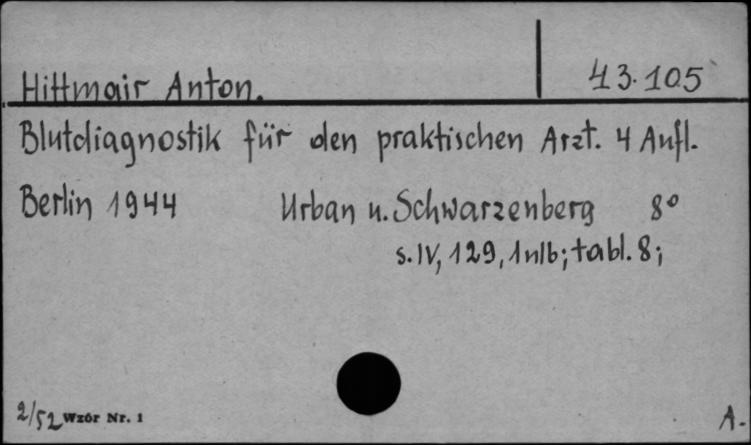 Hittmair Anton.
43.105
Blutdiagnostik für den praktischen Arzt. 4 Aufl.
Berlin 1944 Urban u. Schwarzenberg 8°
s. IV, 129, 1 nlb; tabl. 8;
2/52 Wzór Nr. 1
A.